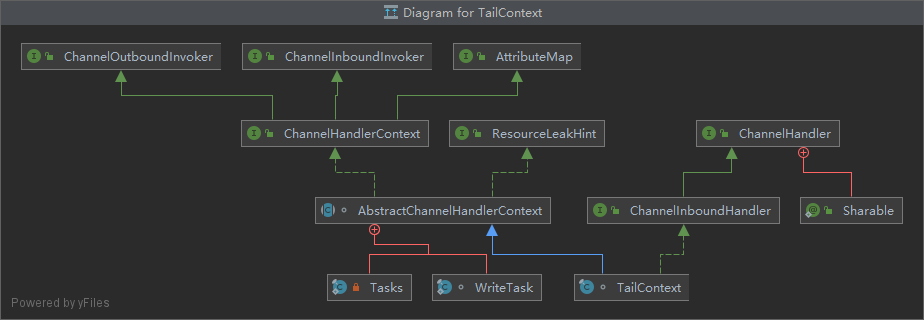 Diagram for TailContext
ChannelOutboundInvoker
ChannelInboundInvoker
AttributeMap
ChannelHandlerContext
ResourceLeakHint
ChannelHandler
AbstractChannelHandlerContext
ChannelInboundHandler
Sharable
Tasks
WriteTask
TailContext
Powered by yFiles